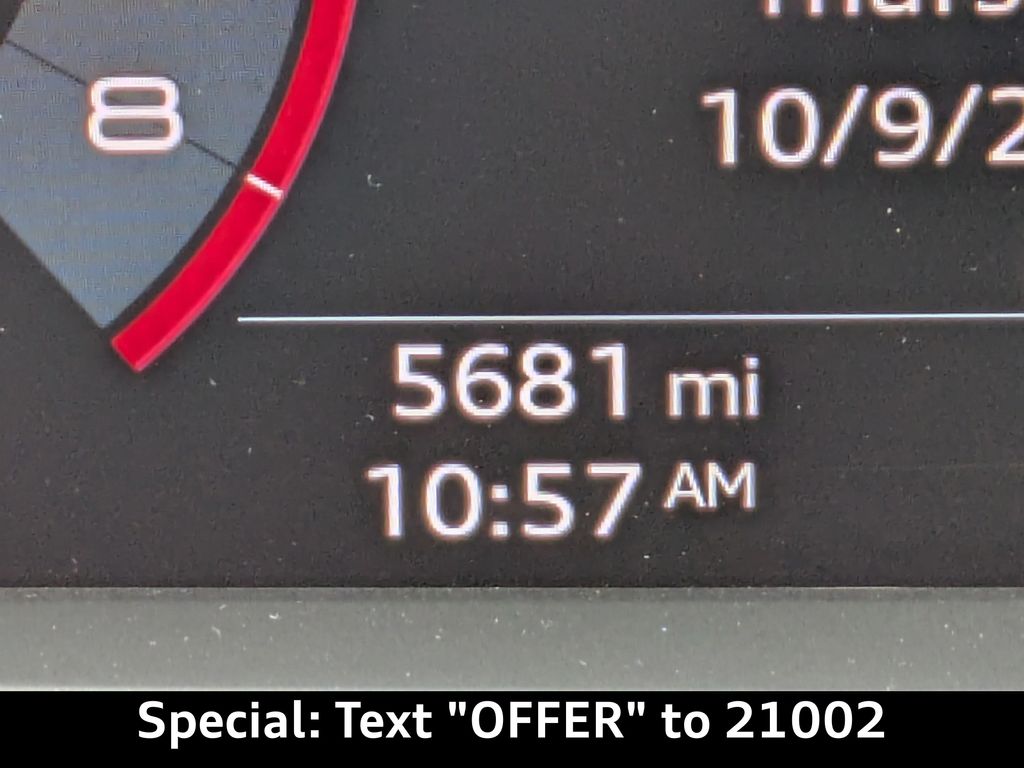 8
10/9/2
5681 mi
10:57 AM
Special: Text "OFFER" to 21002